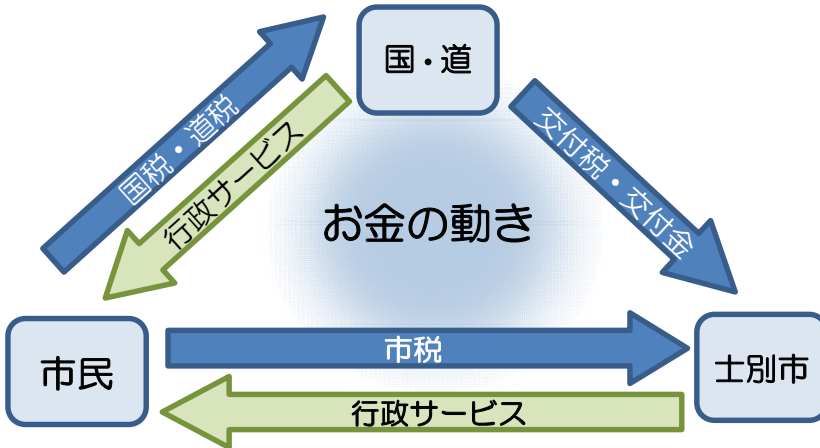 国・道
国税・道税
行政サービス
交付税・交付金
お金の動き
市民
市税
士別市
行政サービス